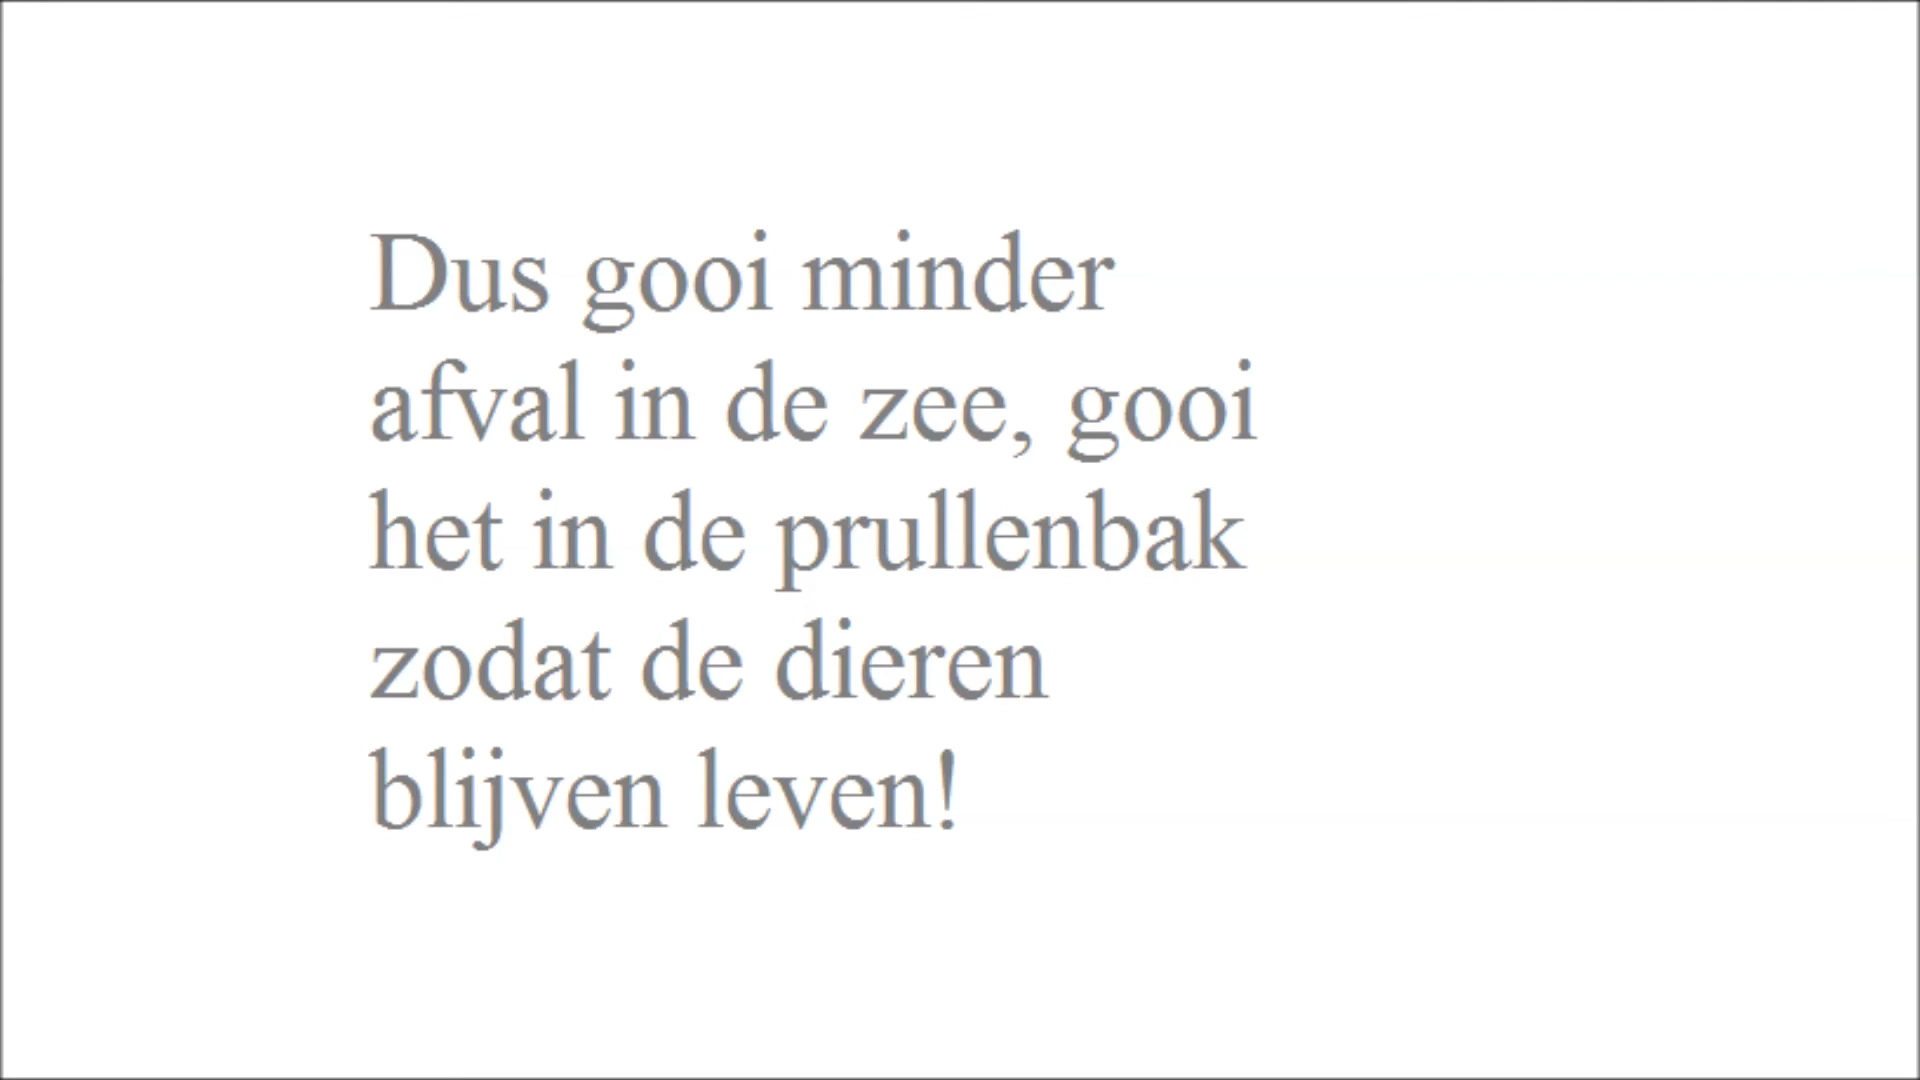 Dus gooi minder
afval in de zee, gooi
het in de prullenbak
zodat de dieren
blijven leven!